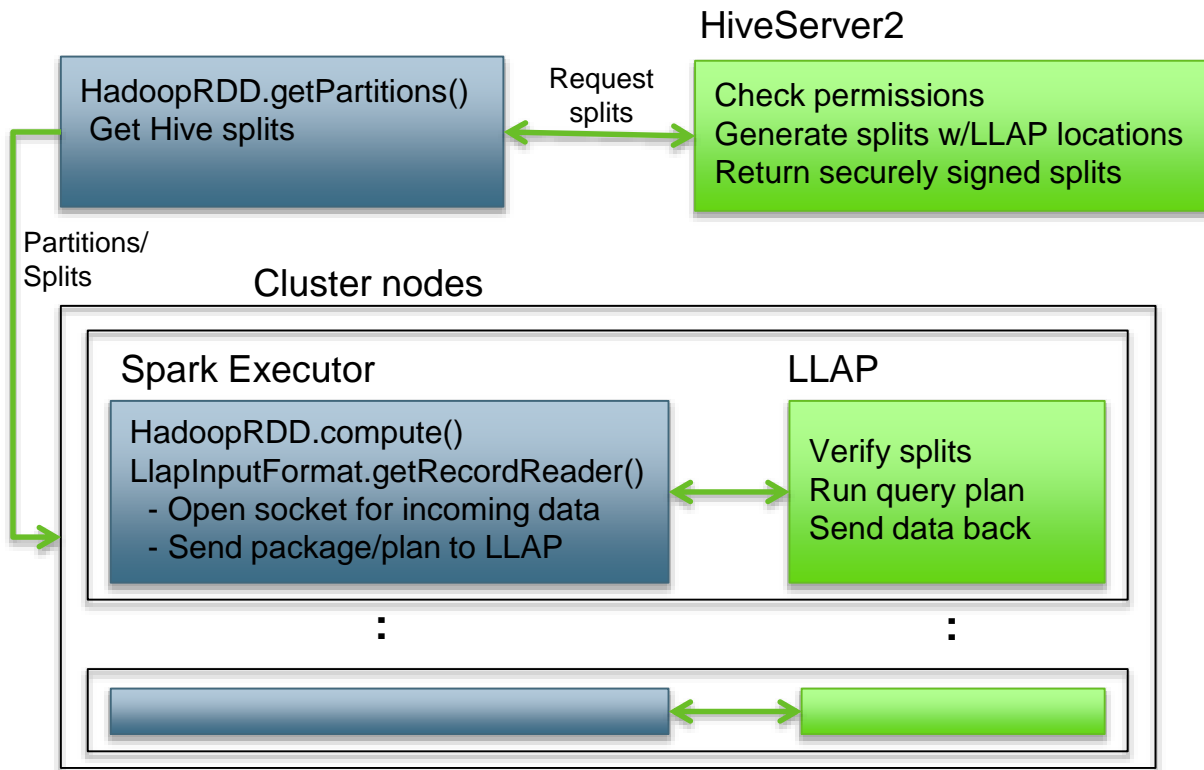 HiveServer2
HadoopRDD.getPartitions()
Get Hive splits
Request
splits
Check permissions
Generate splits w/LLAP locations
Return securely signed splits
Partitions/
Splits
Cluster nodes
Spark Executor
LLAP
HadoopRDD.compute()
LlapInputFormat.getRecordReader()
- Open socket for incoming data
- Send package/plan to LLAP
Verify splits
Run query plan
Send data back
:
: